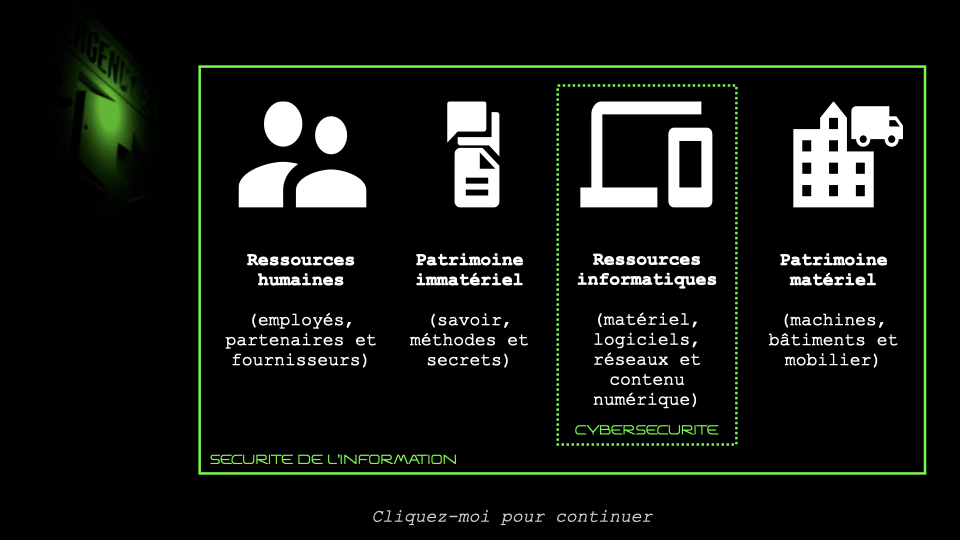 Ressources
humaines
(employés,
partenaires et
fournisseurs)
Patrimoine
immatériel
(savoir,
méthodes et
secrets)
Ressources
informatiques
(matériel,
logiciels,
réseaux et
contenu
numérique)
CYBERSECURITE
Patrimoine
matériel
(machines,
bâtiments et
mobilier)
SECURITE DE L'INFORMATION
Cliquez-moi pour continuer